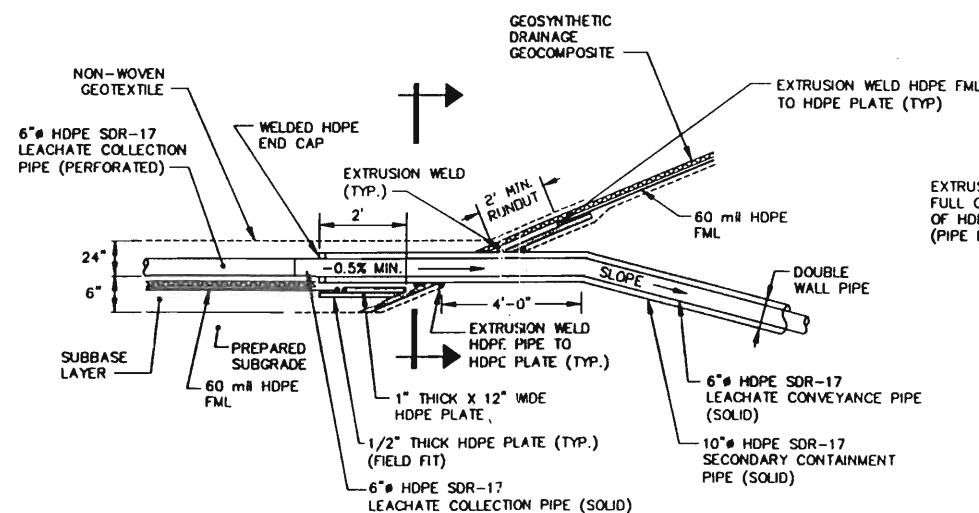 GEOSYNTHETIC
DRAINAGE
GEOCOMPOSITE
NON-WOVEN
GEOTEXTILE
EXTRUSION WELD HDPE FML
TO HDPE PLATE (TYP)
6"ø HDPE SDR-17
LEACHATE COLLECTION
PIPE (PERFORATED)
WELDED HDPE
END CAP
EXTRUSION WELD
(TYP.)
2' MIN.
RUNOUT
2'
60 mil HDPE
FML
EXTRUS
FULL C
OF HD
(PIPE
24"
6"
-0.5% MIN.
SLOPE
DOUBLE
WALL PIPE
4'-0"
SUBBASE
LAYER
PREPARED
SUBGRADE
60 mil HDPE
FML
EXTRUSION WELD
HDPE PIPE TO
HDPE PLATE (TYP.)
1" THICK X 12" WIDE
HDPE PLATE
1/2" THICK HDPE PLATE (TYP.)
(FIELD FIT)
6"ø HDPE SDR-17
LEACHATE COLLECTION PIPE (SOLID)
6"ø HDPE SDR-17
LEACHATE CONVEYANCE PIPE
(SOLID)
10"ø HDPE SDR-17
SECONDARY CONTAINMENT
PIPE (SOLID)